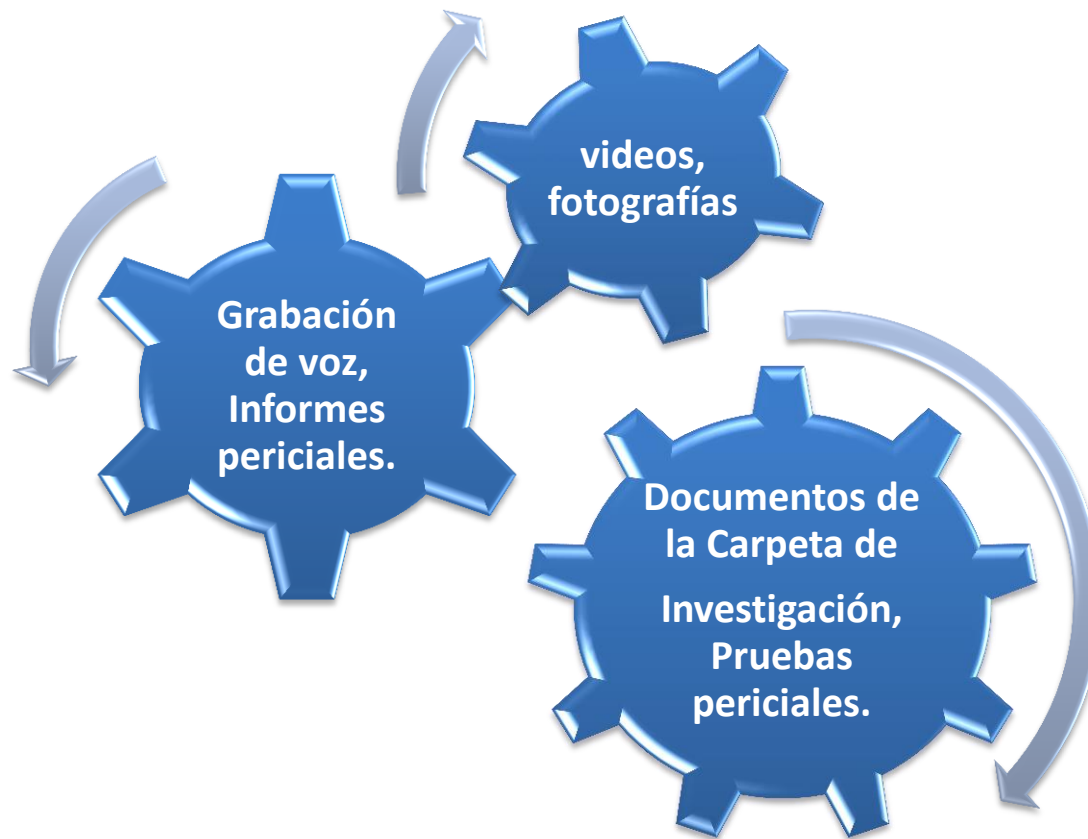 videos,
fotografías
Grabación
de voz,
Informes
periciales.
Documentos de
la Carpeta de
Investigación,
Pruebas
periciales.